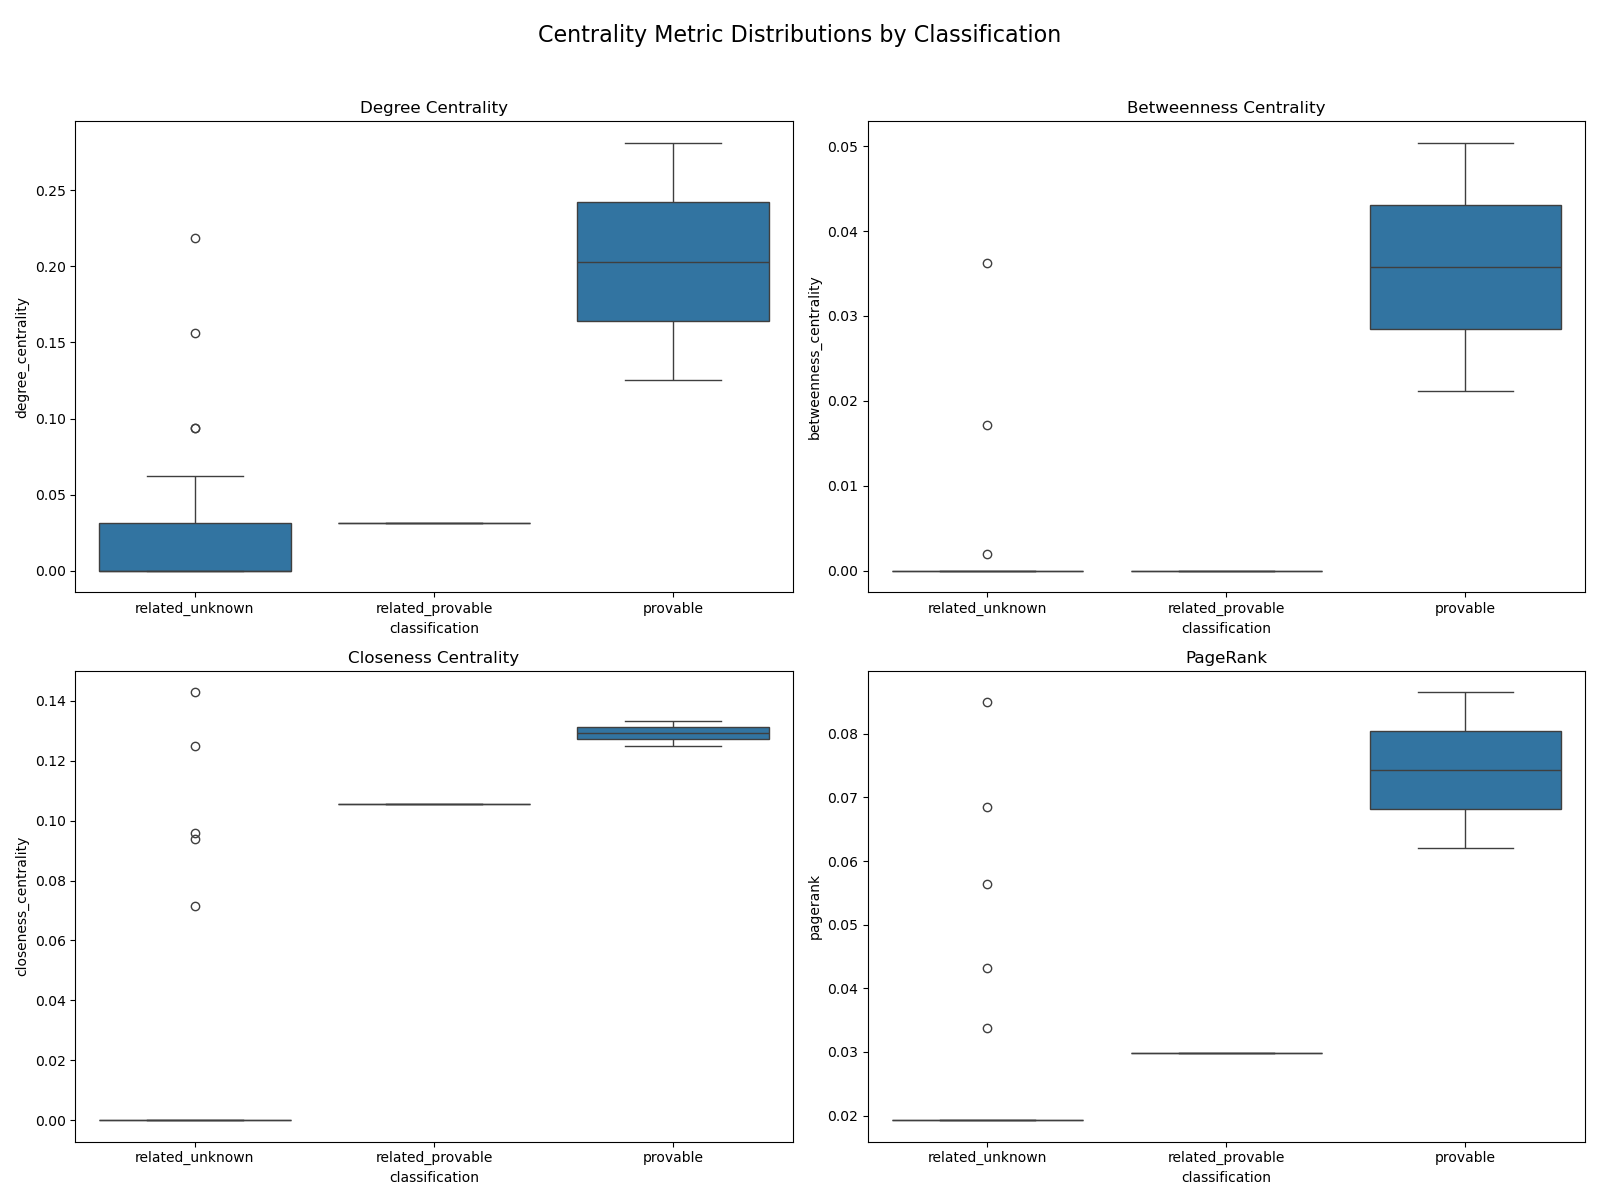 Centrality Metric Distributions by Classification
Degree Centrality
degree_centrality
0.25
0.20
0.15
0.10
0.05
0.00
related_unknown related_provable provable
classification
Betweenness Centrality
betweenness_centrality
0.05
0.04
0.03
0.02
0.01
0.00
related_unknown related_provable provable
classification
Closeness Centrality
closeness_centrality
0.14
0.12
0.10
0.08
0.06
0.04
0.02
0.00
related_unknown related_provable provable
classification
PageRank
pagerank
0.08
0.07
0.06
0.05
0.04
0.03
0.02
related_unknown related_provable provable
classification